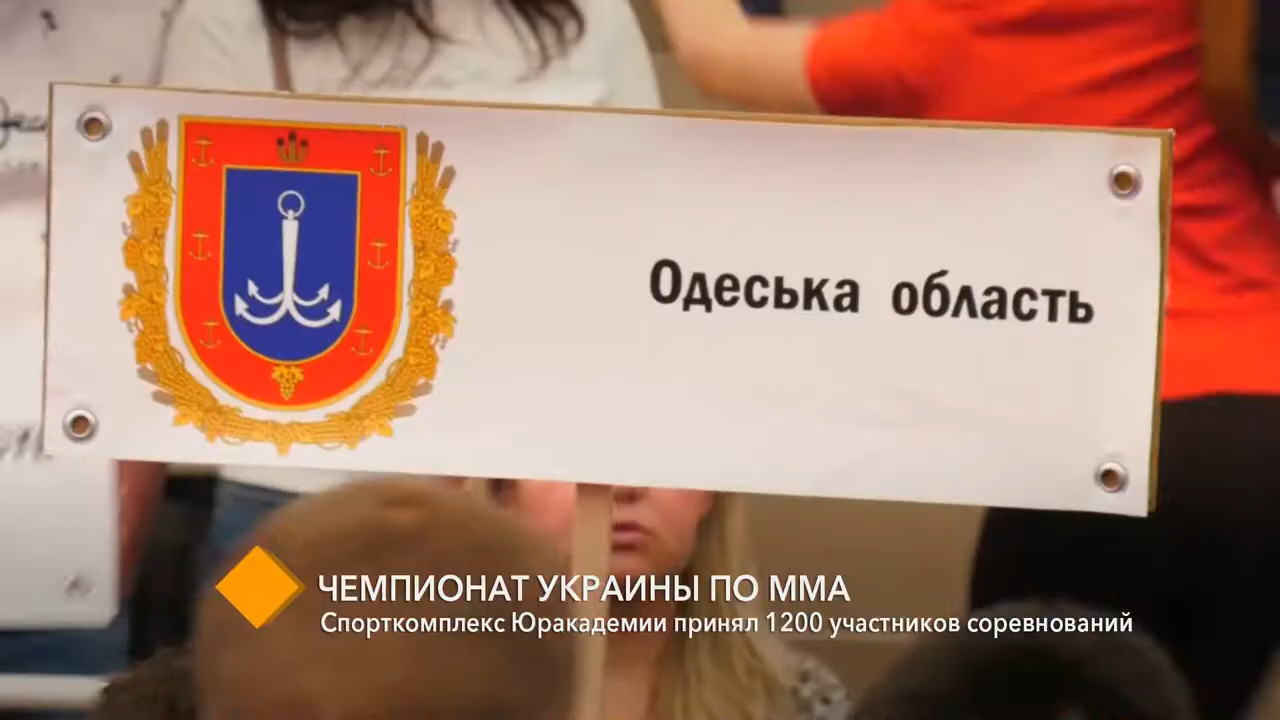 Одеська область
ЧЕМПИОНАТ УКРАИНЫ ПО ММА
Спорткомплекс Юракадемии принял 1200 участников соревнований